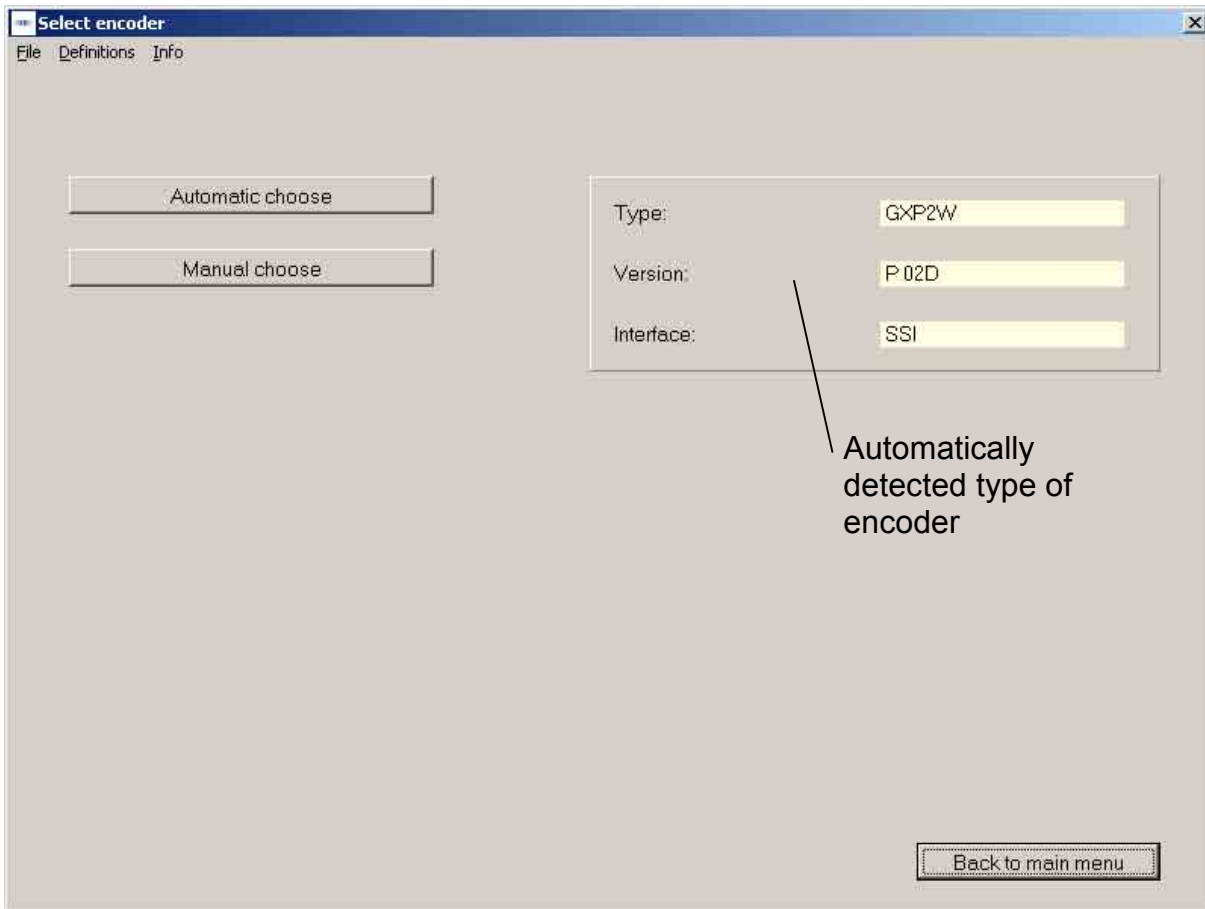 Select encoder
File Definitions Info
Automatic choose
Manual choose
Type: GXP2W
Version: P 02D
Interface: SSI
Automatically
detected type of
encoder
Back to main menu